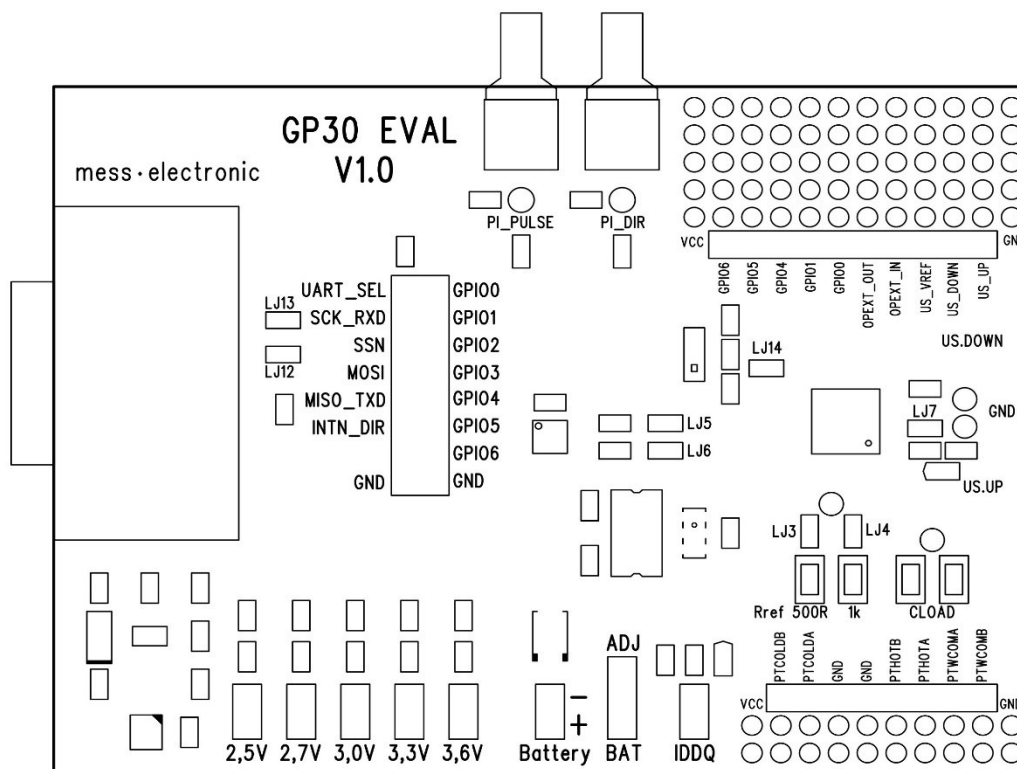 GP30 EVAL
V1.0
mess·electronic
PI_PULSE
PI_DIR
VCC
GN
GPIO6
GPIO5
GPIO4
GPIO1
GPIO0
OPEXT_OUT
OPEXT_IN
US_VREF
US_DOWN
US_UP
UART_SEL GPIO0
LJ13
SCK_RXD GPIO1
SSN GPIO2
LJ12
MOSI GPIO3
MISO_TXD GPIO4
INTN_DIR GPIO5
GPIO6
GND GND
US.DOWN
LJ14
LJ7
GND
LJ5
LJ6
US.UP
LJ3 LJ4
Rref 500R 1k CLOAD
ADJ
PTCOLDB
PTCOLDA
GND
GND
PTHOTB
PTHOTA
PTWCOMA
PTWCOMB
VCC
GND
-
+
2,5V 2,7V 3,0V 3,3V 3,6V Battery BAT IDDQ